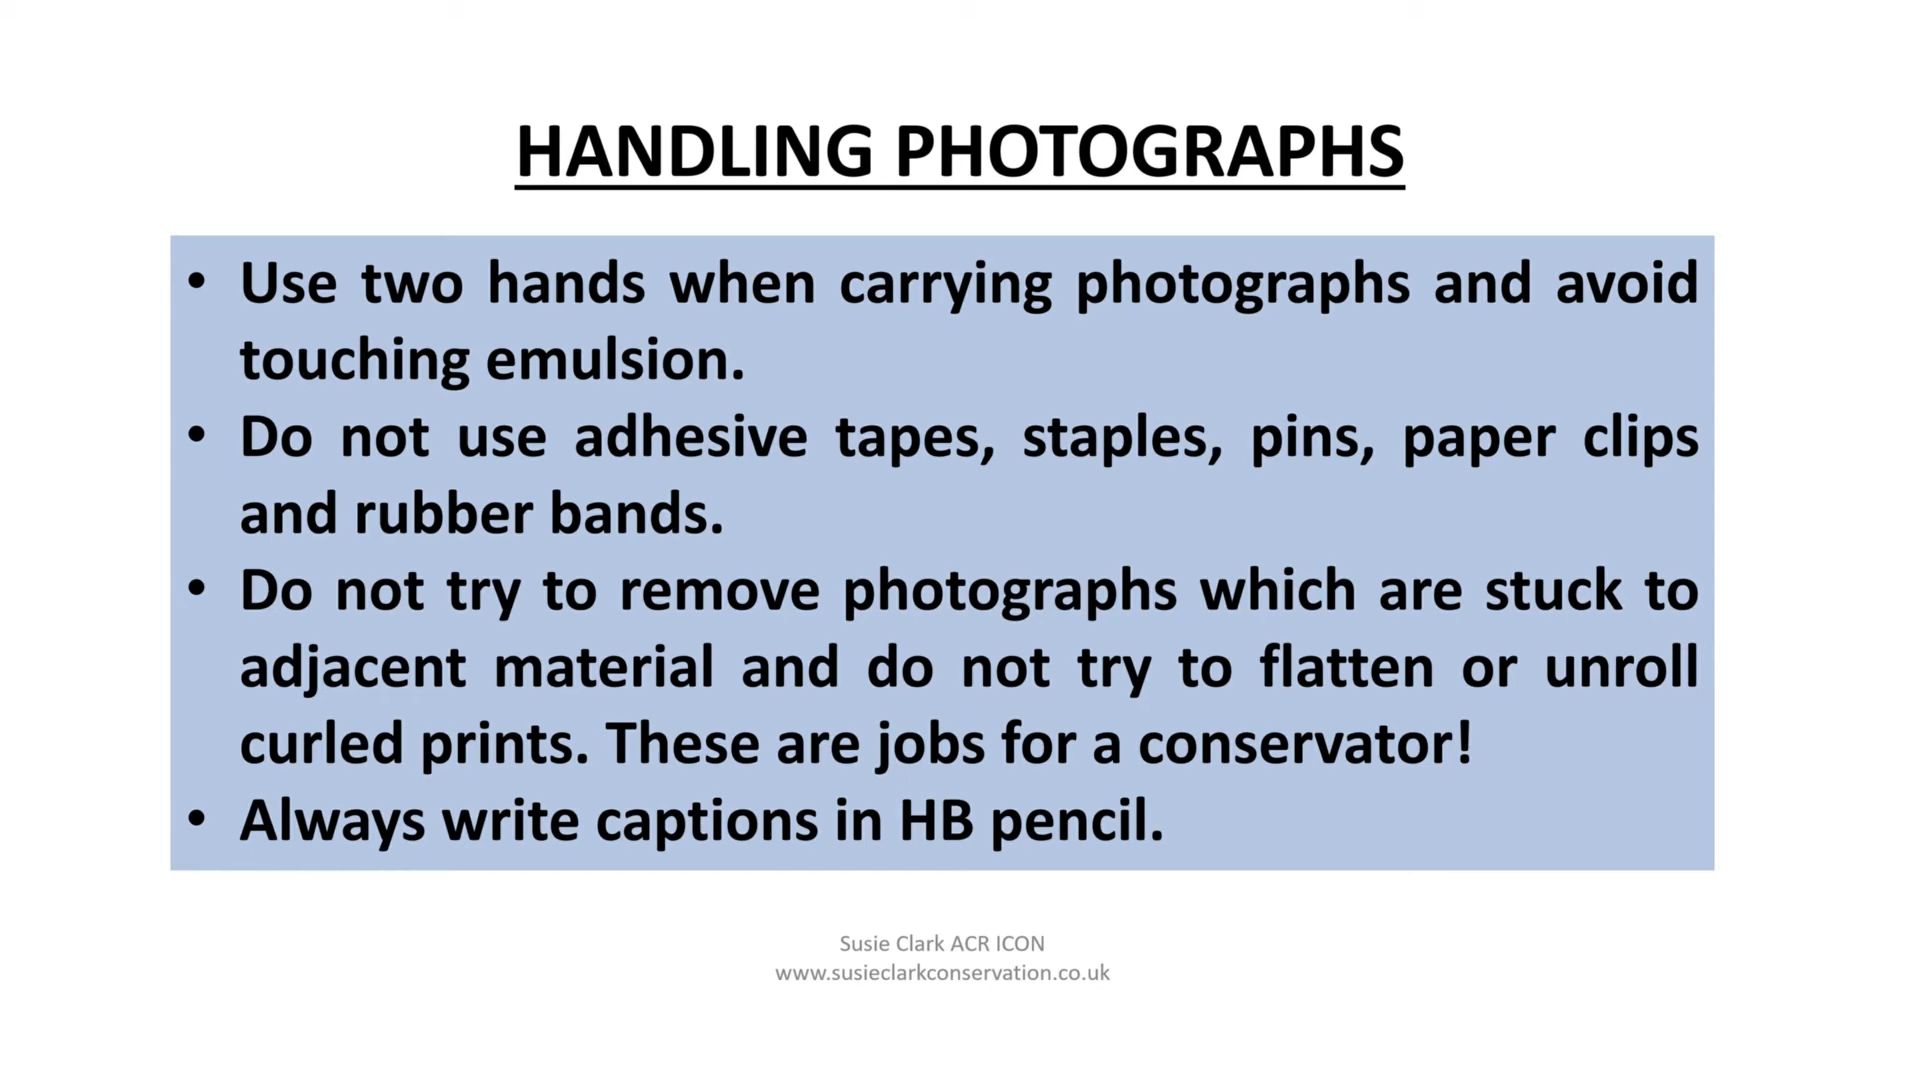 HANDLING PHOTOGRAPHS
• Use two hands when carrying photographs and avoid
touching emulsion.
• Do not use adhesive tapes, staples, pins, paper clips
and rubber bands.
• Do not try to remove photographs which are stuck to
adjacent material and do not try to flatten or unroll
curled prints. These are jobs for a conservator!
• Always write captions in HB pencil.
Susie Clark ACR ICON
www.susieclarkconservation.co.uk